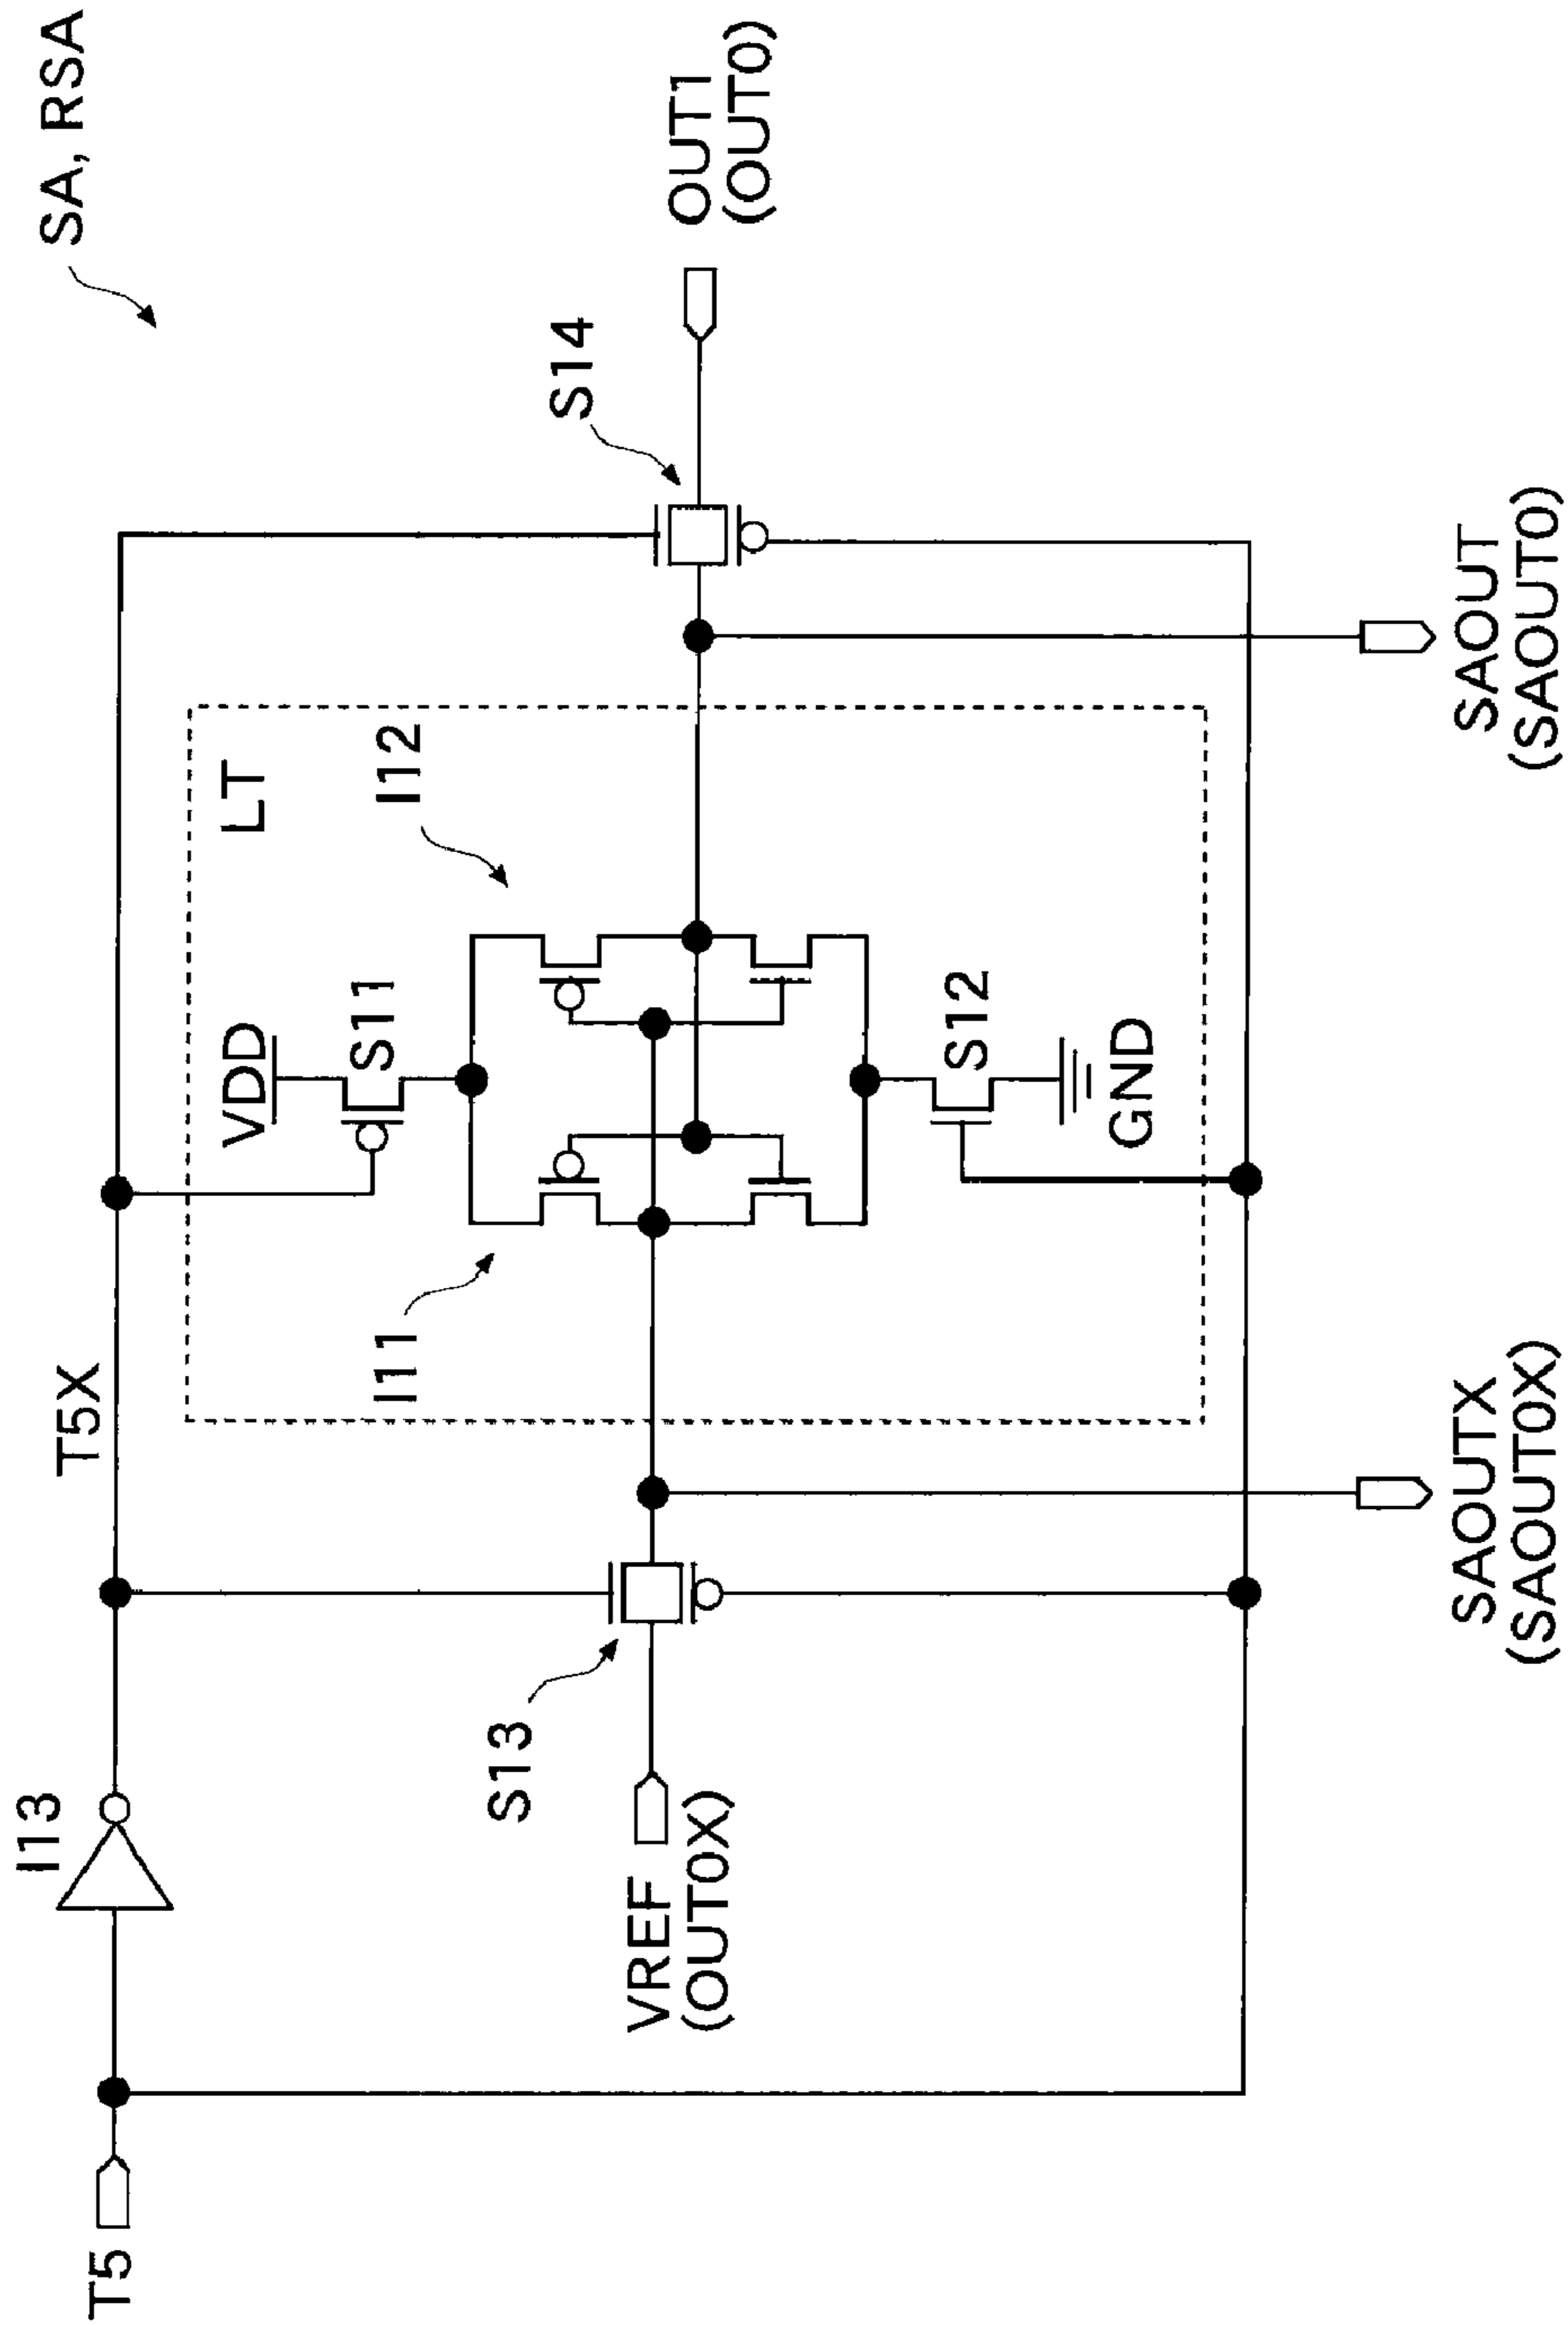 SA, RSA
T5
I13
T5X
LT
VDD
S11
I11
I12
S12
GND
S13
S14
VREF
(OUT0X)
OUT1
(OUT0)
SAOUTX
(SAOUT0X)
SAOUT
(SAOUT0)